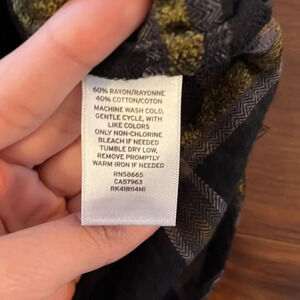 60% RAYON/RAYONNE
40% COTTON/COTON
MACHINE WASH COLD,
GENTLE CYCLE, WITH
LIKE COLORS
ONLY NON-CHLORINE
BLEACH IF NEEDED
TUMBLE DRY LOW,
REMOVE PROMPTLY
WARM IRON IF NEEDED
RN58665
CA57963
RK418114MI